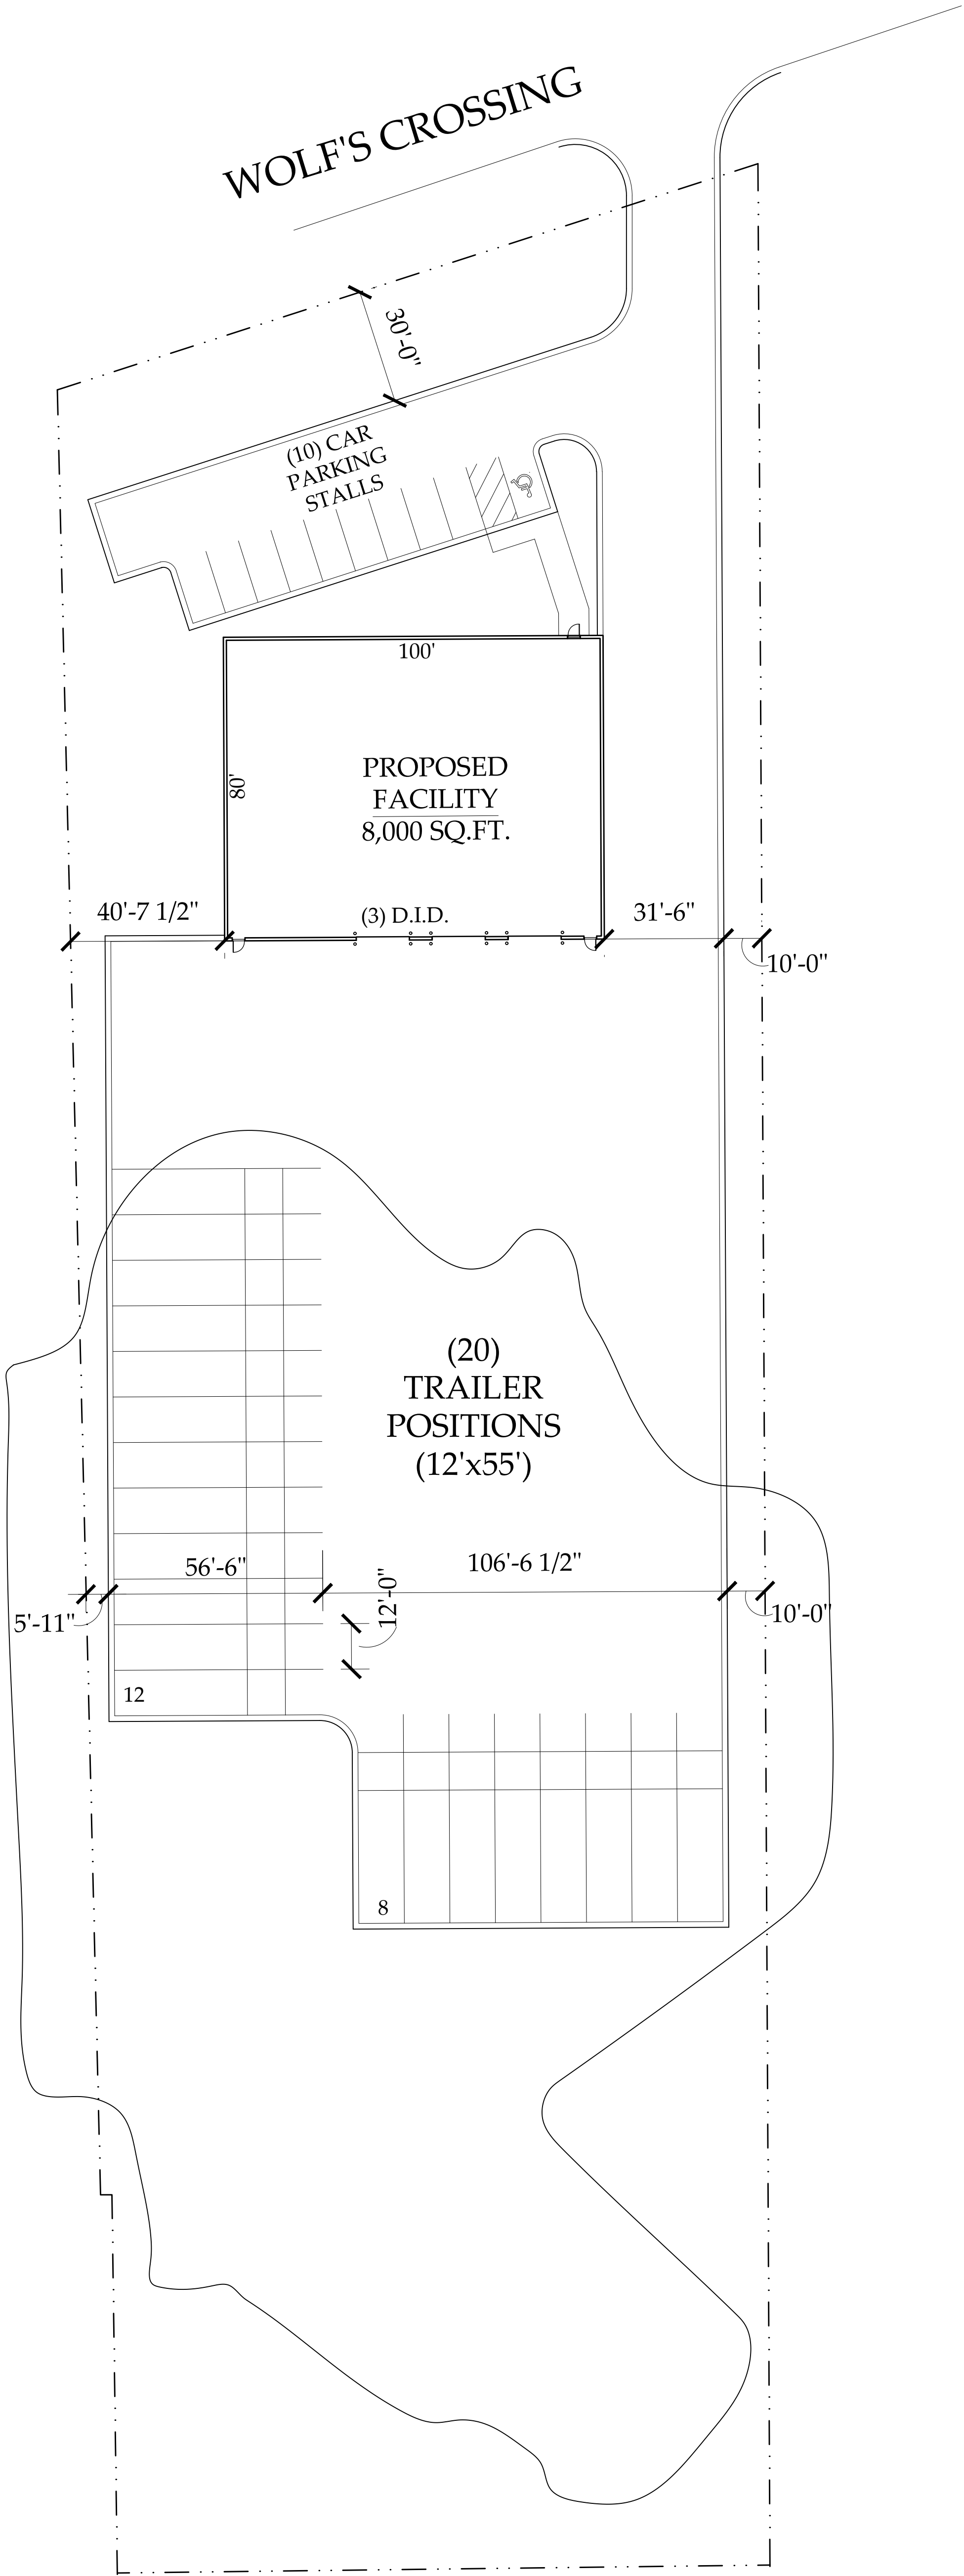 WOLF'S CROSSING
30'-0"
(10) CAR
PARKING
STALLS
100'
80'
PROPOSED
FACILITY
8,000 SQ.FT.
40'-7 1/2"
(3) D.I.D.
31'-6"
10'-0"
(20)
TRAILER
POSITIONS
(12'x55')
56'-6"
106'-6 1/2"
12'-0"
5'-11"
10'-0"
12
8